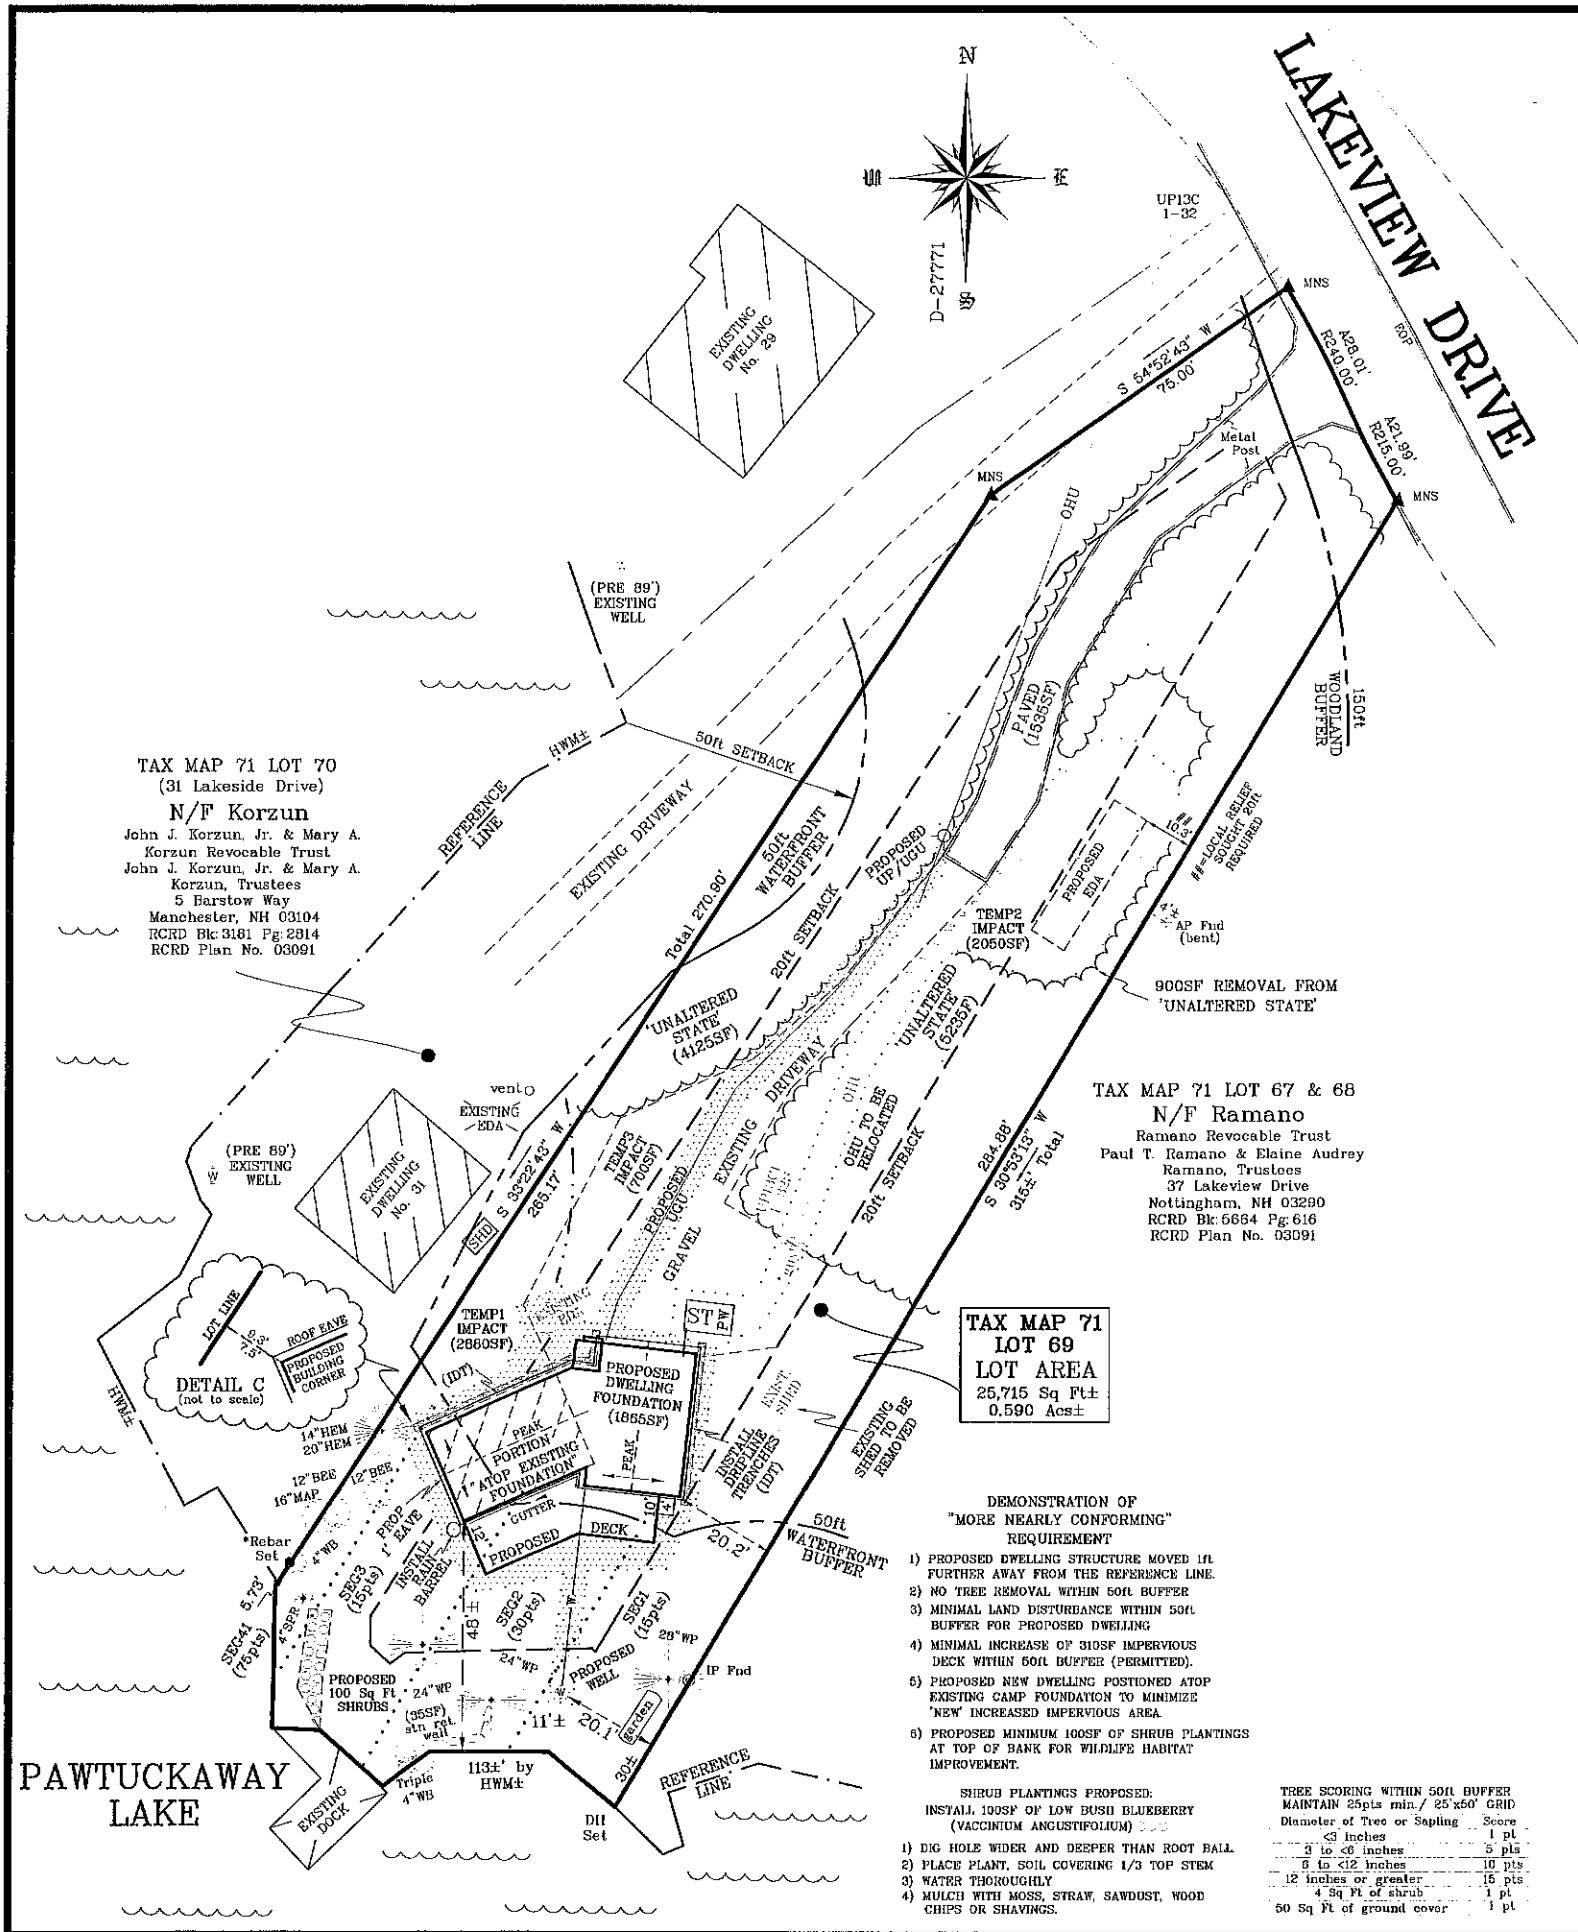 N
W
E
S
D-27771
LAKEVIEW DRIVE
UP13C
1-32
MNS
EOP
A28.01'
R240.00'
A21.99'
R215.00'
MNS
S 54°52'43" W
75.00'
MNS
Metal
Post
OHU
EXISTING
DWELLING
No. 29
(PRE 89')
EXISTING
WELL
HWM±
50ft SETBACK
REFERENCE
LINE
EXISTING DRIVEWAY
50ft
WATERFRONT
BUFFER
Total 270.90'
20ft SETBACK
PROPOSED
UP/UGU
PAVED
(1535SF)
150ft
WOODLAND
BUFFER
##
10.3'
##=LOCAL RELIEF
SOUGHT 20ft
REQUIRED
PROPOSED
EDA
TEMP2
IMPACT
(2050SF)
AP Fnd
(bent)
900SF REMOVAL FROM
'UNALTERED STATE'
TAX MAP 71 LOT 70
(31 Lakeside Drive)
N/F Korzun
John J. Korzun, Jr. & Mary A.
Korzun Revocable Trust
John J. Korzun, Jr. & Mary A.
Korzun, Trustees
5 Barstow Way
Manchester, NH 03104
RCRD Bk:3181 Pg:2814
RCRD Plan No. 03091
'UNALTERED
STATE'
(4125SF)
'UNALTERED
STATE'
(5235F)
vent
EXISTING
EDA
(PRE 89')
EXISTING
WELL
W
EXISTING
DWELLING
No. 31
S 33°22'43" W
265.17'
SHD
TEMP3
IMPACT
(700SF)
PROPOSED
UGU
GRAVEL
EXISTING DRIVEWAY
OHU
OHU TO BE
RELOCATED
20ft SETBACK
284.88'
S 30°53'13" W
315±' Total
TAX MAP 71 LOT 67 & 68
N/F Ramano
Ramano Revocable Trust
Paul T. Ramano & Elaine Audrey
Ramano, Trustees
37 Lakeview Drive
Nottingham, NH 03290
RCRD Bk:5664 Pg:616
RCRD Plan No. 03091
LOT LINE
9.3'
7.5'
ROOF EAVE
PROPOSED
BUILDING
CORNER
DETAIL C
(not to scale)
HWM±
TEMP1
IMPACT
(2660SF)
EXISTING
(IDT)
ST
PW
PROPOSED
DWELLING
FOUNDATION
(1865SF)
PEAK
PORTION
"ATOP EXISTING
FOUNDATION"
PEAK
EXIST.
SHED
INSTALL
DRIPLINE
TRENCHES
(IDT)
EXISTING
SHED TO BE
REMOVED
TAX MAP 71
LOT 69
LOT AREA
25,715 Sq Ft±
0.590 Acs±
14"HEM
20"HEM
12"BEE
12"BEE
16"MAP
Rebar
Set
4"WB
5.73'
PROP
1' EAVE
INSTALL
RAIN
BARREL
12'
GUTTER
PROPOSED
DECK
10'
4'
20.2'
50ft
WATERFRONT
BUFFER
SEG41
(75pts)
4"SPR
SEG3
(15pts)
48'±
SEG2
(30pts)
SEG1
(15pts)
28"WP
24"WP
PROPOSED
WELL
IP Fnd
PROPOSED
100 Sq Ft
SHRUBS
24"WP
(35SF)
stn ret.
wall
11'±
20.1'
garden
30±
113±' by
HWM±
Triple
4"WB
REFERENCE
LINE
DH
Set
EXISTING
DOCK
PAWTUCKAWAY
LAKE
DEMONSTRATION OF
"MORE NEARLY CONFORMING"
REQUIREMENT
1) PROPOSED DWELLING STRUCTURE MOVED 1ft
FURTHER AWAY FROM THE REFERENCE LINE.
2) NO TREE REMOVAL WITHIN 50ft BUFFER
3) MINIMAL LAND DISTURBANCE WITHIN 50ft
BUFFER FOR PROPOSED DWELLING
4) MINIMAL INCREASE OF 310SF IMPERVIOUS
DECK WITHIN 50ft BUFFER (PERMITTED).
5) PROPOSED NEW DWELLING POSTIONED ATOP
EXISTING CAMP FOUNDATION TO MINIMIZE
'NEW' INCREASED IMPERVIOUS AREA.
6) PROPOSED MINIMUM 100SF OF SHRUB PLANTINGS
AT TOP OF BANK FOR WILDLIFE HABITAT
IMPROVEMENT.
SHRUB PLANTINGS PROPOSED:
INSTALL 100SF OF LOW BUSH BLUEBERRY
(VACCINIUM ANGUSTIFOLIUM)
1) DIG HOLE WIDER AND DEEPER THAN ROOT BALL.
2) PLACE PLANT, SOIL COVERING 1/3 TOP STEM
3) WATER THOROUGHLY
4) MULCH WITH MOSS, STRAW, SAWDUST, WOOD
CHIPS OR SHAVINGS.
TREE SCORING WITHIN 50ft BUFFER
MAINTAIN 25pts min./ 25'x50' GRID
Diameter of Tree or Sapling Score
<3 inches 1 pt
3 to <6 inches 5 pts
6 to <12 inches 10 pts
12 inches or greater 15 pts
4 Sq Ft of shrub 1 pt
50 Sq Ft of ground cover 1 pt